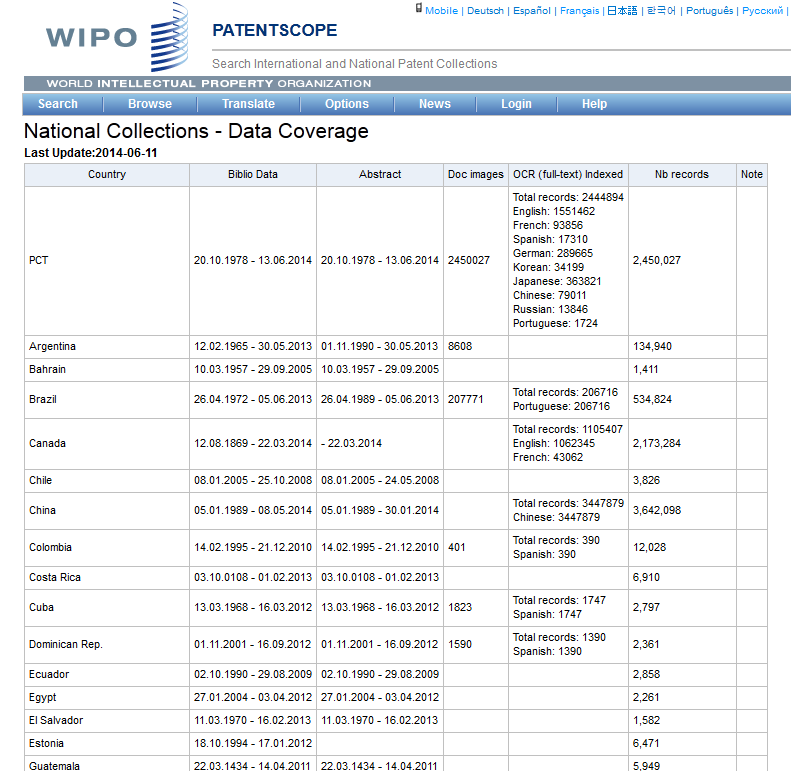 Mobile | Deutsch | Español | Français | 日本語 | 한국어 | Português | Русский |
WIPO
PATENTSCOPE
Search International and National Patent Collections
WORLD INTELLECTUAL PROPERTY ORGANIZATION
Search Browse Translate Options News Login Help
National Collections - Data Coverage
Last Update:2014-06-11
Country Biblio Data Abstract Doc images OCR (full-text) Indexed Nb records Note
Total records: 2444894
English: 1551462
French: 93856
Spanish: 17310
German: 289665
PCT 20.10.1978 - 13.06.2014 20.10.1978 - 13.06.2014 2450027 2,450,027
Korean: 34199
Japanese: 363821
Chinese: 79011
Russian: 13846
Portuguese: 1724
Argentina 12.02.1965 - 30.05.2013 01.11.1990 - 30.05.2013 8608 134,940
Bahrain 10.03.1957 - 29.09.2005 10.03.1957 - 29.09.2005 1,411
Total records: 206716
Brazil 26.04.1972 - 05.06.2013 26.04.1989 - 05.06.2013 207771 534,824
Portuguese: 206716
Total records: 1105407
Canada 12.08.1869 - 22.03.2014 - 22.03.2014 English: 1062345 2,173,284
French: 43062
Chile 08.01.2005 - 25.10.2008 08.01.2005 - 24.05.2008 3,826
Total records: 3447879
China 05.01.1989 - 08.05.2014 05.01.1989 - 30.01.2014 3,642,098
Chinese: 3447879
Total records: 390
Colombia 14.02.1995 - 21.12.2010 14.02.1995 - 21.12.2010 401 12,028
Spanish: 390
Costa Rica 03.10.0108 - 01.02.2013 03.10.0108 - 01.02.2013 6,910
Total records: 1747
Cuba 13.03.1968 - 16.03.2012 13.03.1968 - 16.03.2012 1823 2,797
Spanish: 1747
Total records: 1390
Dominican Rep. 01.11.2001 - 16.09.2012 01.11.2001 - 16.09.2012 1590 2,361
Spanish: 1390
Ecuador 02.10.1990 - 29.08.2009 02.10.1990 - 29.08.2009 2,858
Egypt 27.01.2004 - 03.04.2012 27.01.2004 - 03.04.2012 2,261
El Salvador 11.03.1970 - 16.02.2013 11.03.1970 - 16.02.2013 1,582
Estonia 18.10.1994 - 17.01.2012 6,471
Guatemala 22.03.1434 - 14.04.2011 22.03.1434 - 14.04.2011 5,949